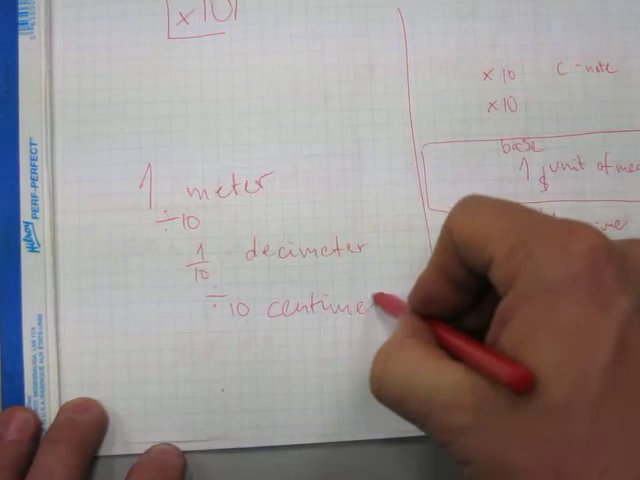 x 10
1 meter
÷10
1/10 decimeter
÷10 centime
x 10 c-note
x 10
base
1 $ unit of mea
Hilroy PERF-PERFECT